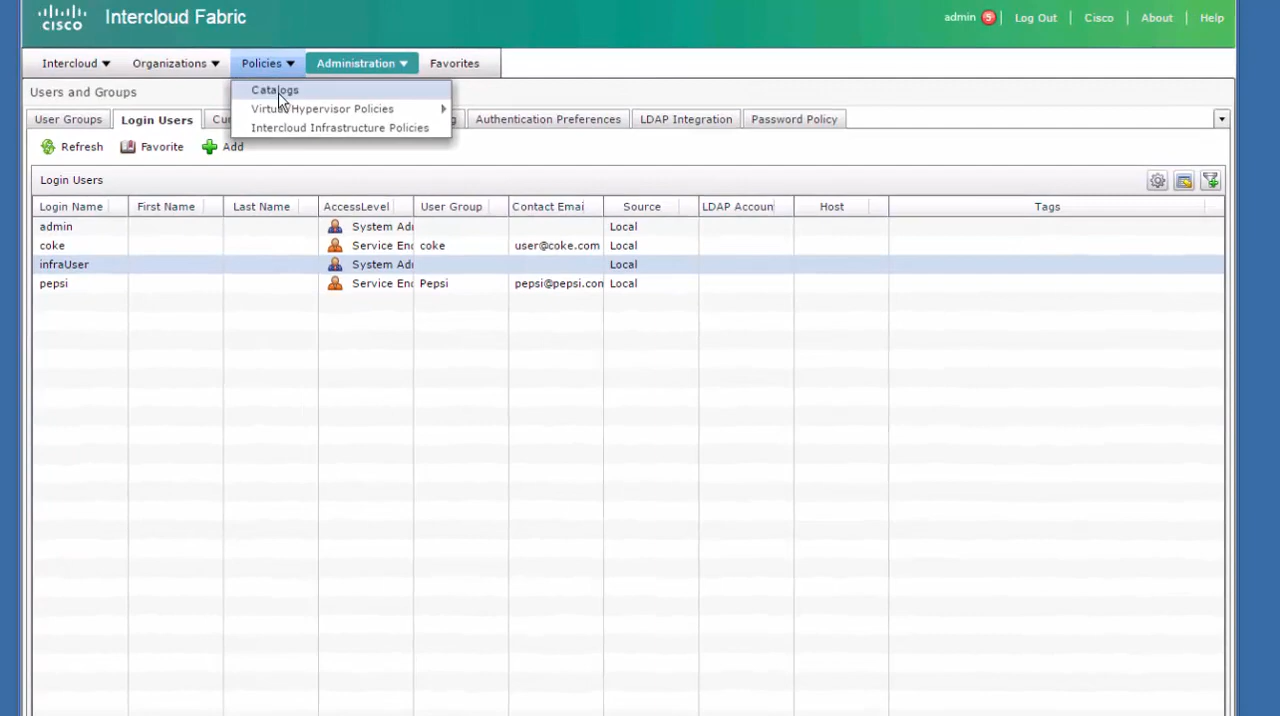 CISCO Intercloud Fabric admin 5 Log Out Cisco About Help
Intercloud Organizations Policies Administration Favorites
Catalogs
Virtual Hypervisor Policies
Intercloud Infrastructure Policies
Users and Groups
User Groups Login Users Authentication Preferences LDAP Integration Password Policy
Refresh Favorite Add
Login Users
Login Name First Name Last Name AccessLevel User Group Contact Emai Source LDAP Accoun Host Tags
admin System Adr Local
coke Service Enc coke user@coke.com Local
infraUser System Adr Local
pepsi Service Enc Pepsi pepsi@pepsi.con Local